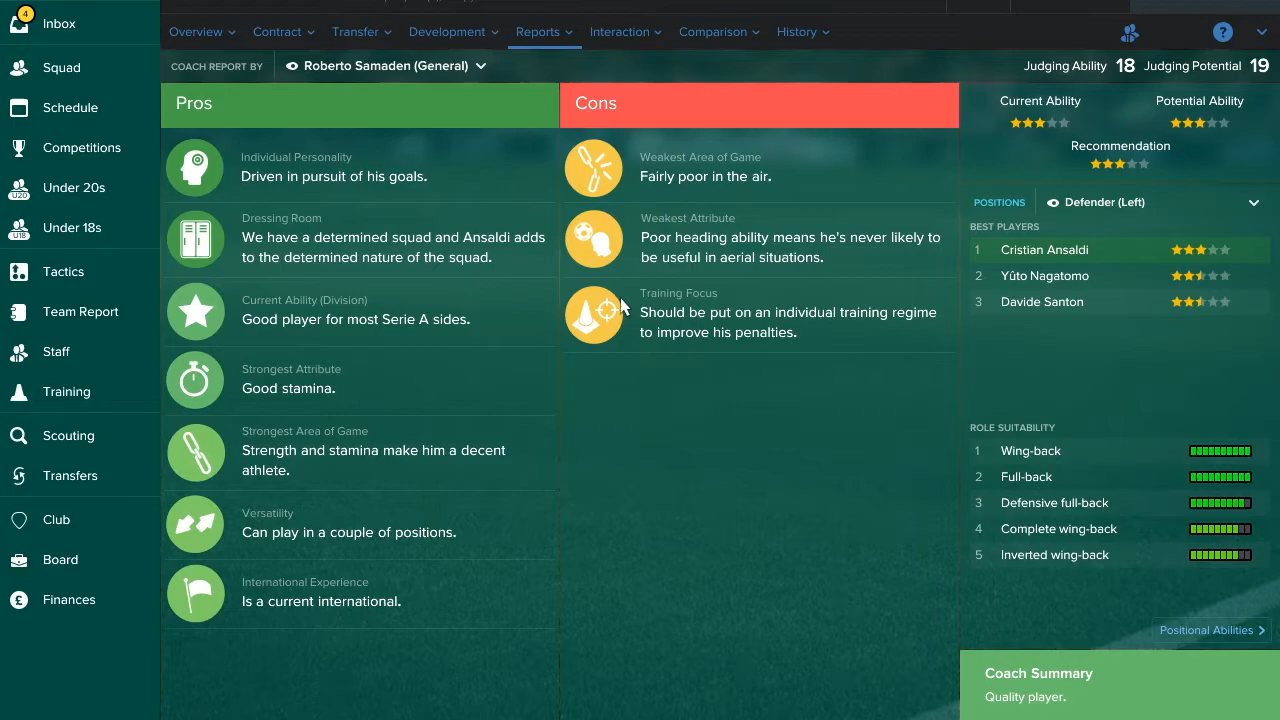 4
Inbox
Squad
Schedule
Competitions
U20
Under 20s
U18
Under 18s
Tactics
Team Report
Staff
Training
Scouting
Transfers
Club
Board
£
Finances
Overview
Contract
Transfer
Development
Reports
Interaction
Comparison
History
?
COACH REPORT BY
Roberto Samaden (General)
Judging Ability 18 Judging Potential 19
Pros
Individual Personality
Driven in pursuit of his goals.
Dressing Room
We have a determined squad and Ansaldi adds
to the determined nature of the squad.
Current Ability (Division)
Good player for most Serie A sides.
Strongest Attribute
Good stamina.
Strongest Area of Game
Strength and stamina make him a decent
athlete.
Versatility
Can play in a couple of positions.
International Experience
Is a current international.
Cons
Weakest Area of Game
Fairly poor in the air.
Weakest Attribute
Poor heading ability means he's never likely to
be useful in aerial situations.
Training Focus
Should be put on an individual training regime
to improve his penalties.
Current Ability
Potential Ability
Recommendation
POSITIONS
Defender (Left)
BEST PLAYERS
1 Cristian Ansaldi
2 Yûto Nagatomo
3 Davide Santon
ROLE SUITABILITY
1 Wing-back
2 Full-back
3 Defensive full-back
4 Complete wing-back
5 Inverted wing-back
Positional Abilities
Coach Summary
Quality player.